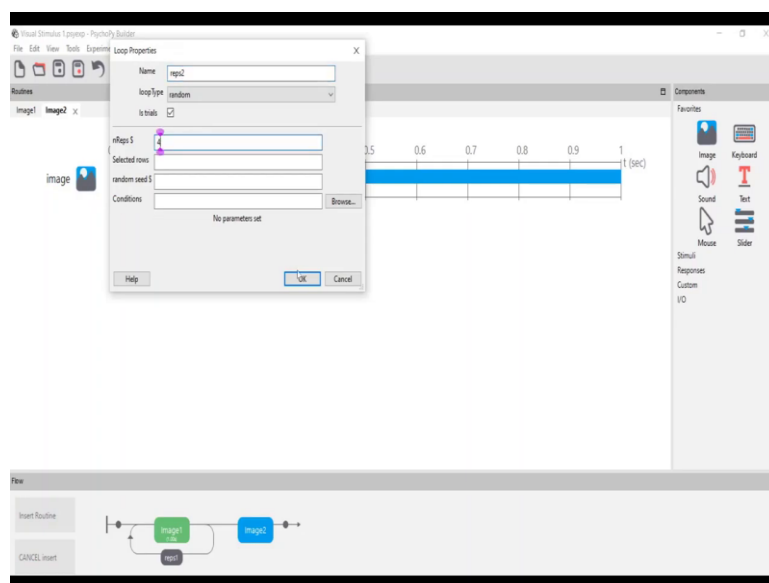 Visual Stimulus 1.psyexp - PsychoPy Builder
File Edit View Tools Experime
Loop Properties
X
Name reps2
loopType random
Is trials
nReps $ 4
Selected rows
random seed $
Conditions
Browse...
No parameters set
Help
OK
Cancel
Routines
Image1 Image2 x
image
0.5 0.6 0.7 0.8 0.9 1
t (sec)
Components
Favorites
Image Keyboard
Sound Text
Mouse Slider
Stimuli
Responses
Custom
I/O
Flow
Insert Routine
CANCEL insert
Image1
Image2
reps1